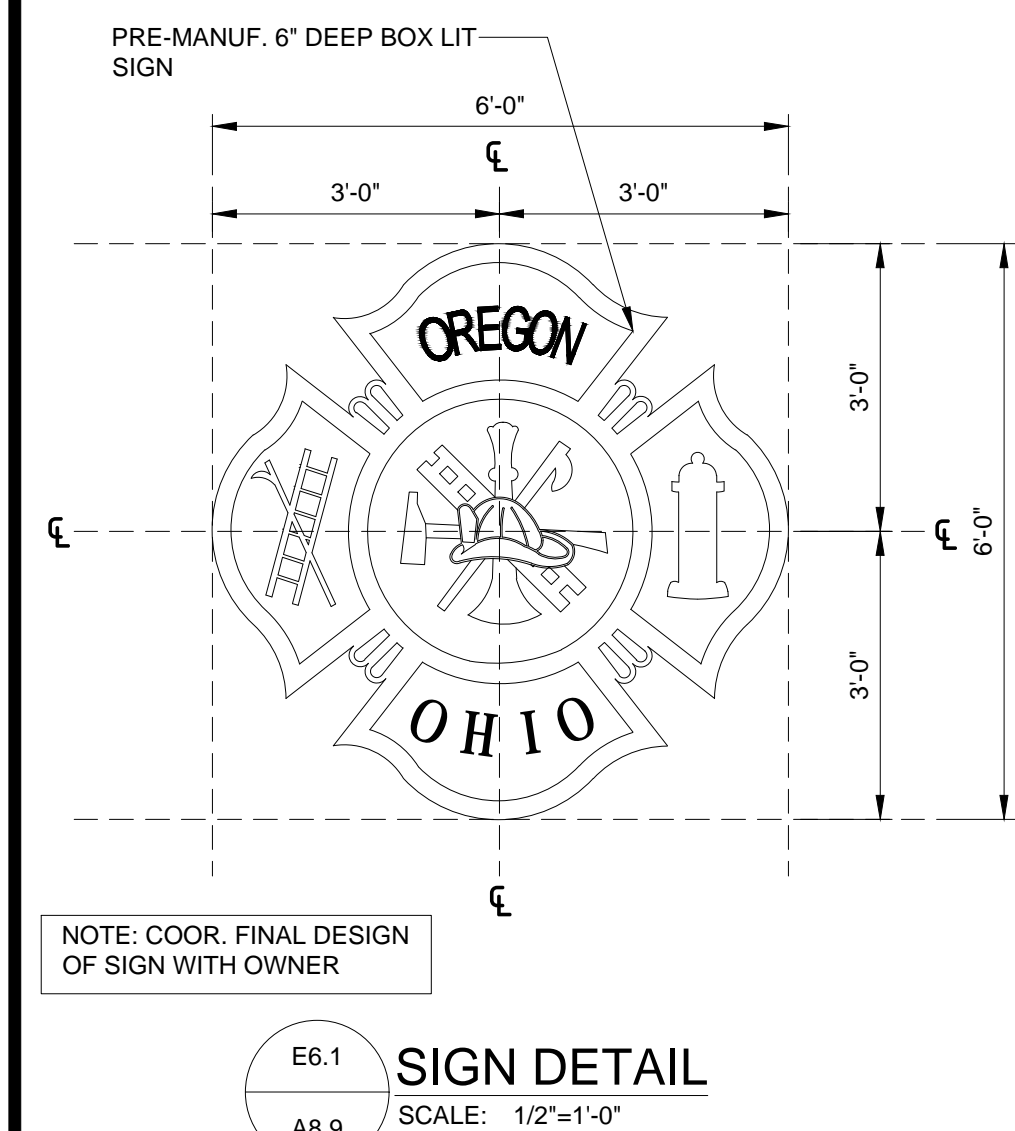 PRE-MANUF. 6" DEEP BOX LIT
SIGN
6'-0"
℄
3'-0" 3'-0"
OREGON
3'-0"
℄ ℄
6'-0"
3'-0"
OHIO
℄
NOTE: COOR. FINAL DESIGN
OF SIGN WITH OWNER
E6.1
SIGN DETAIL
A8.9
SCALE: 1/2"=1'-0"